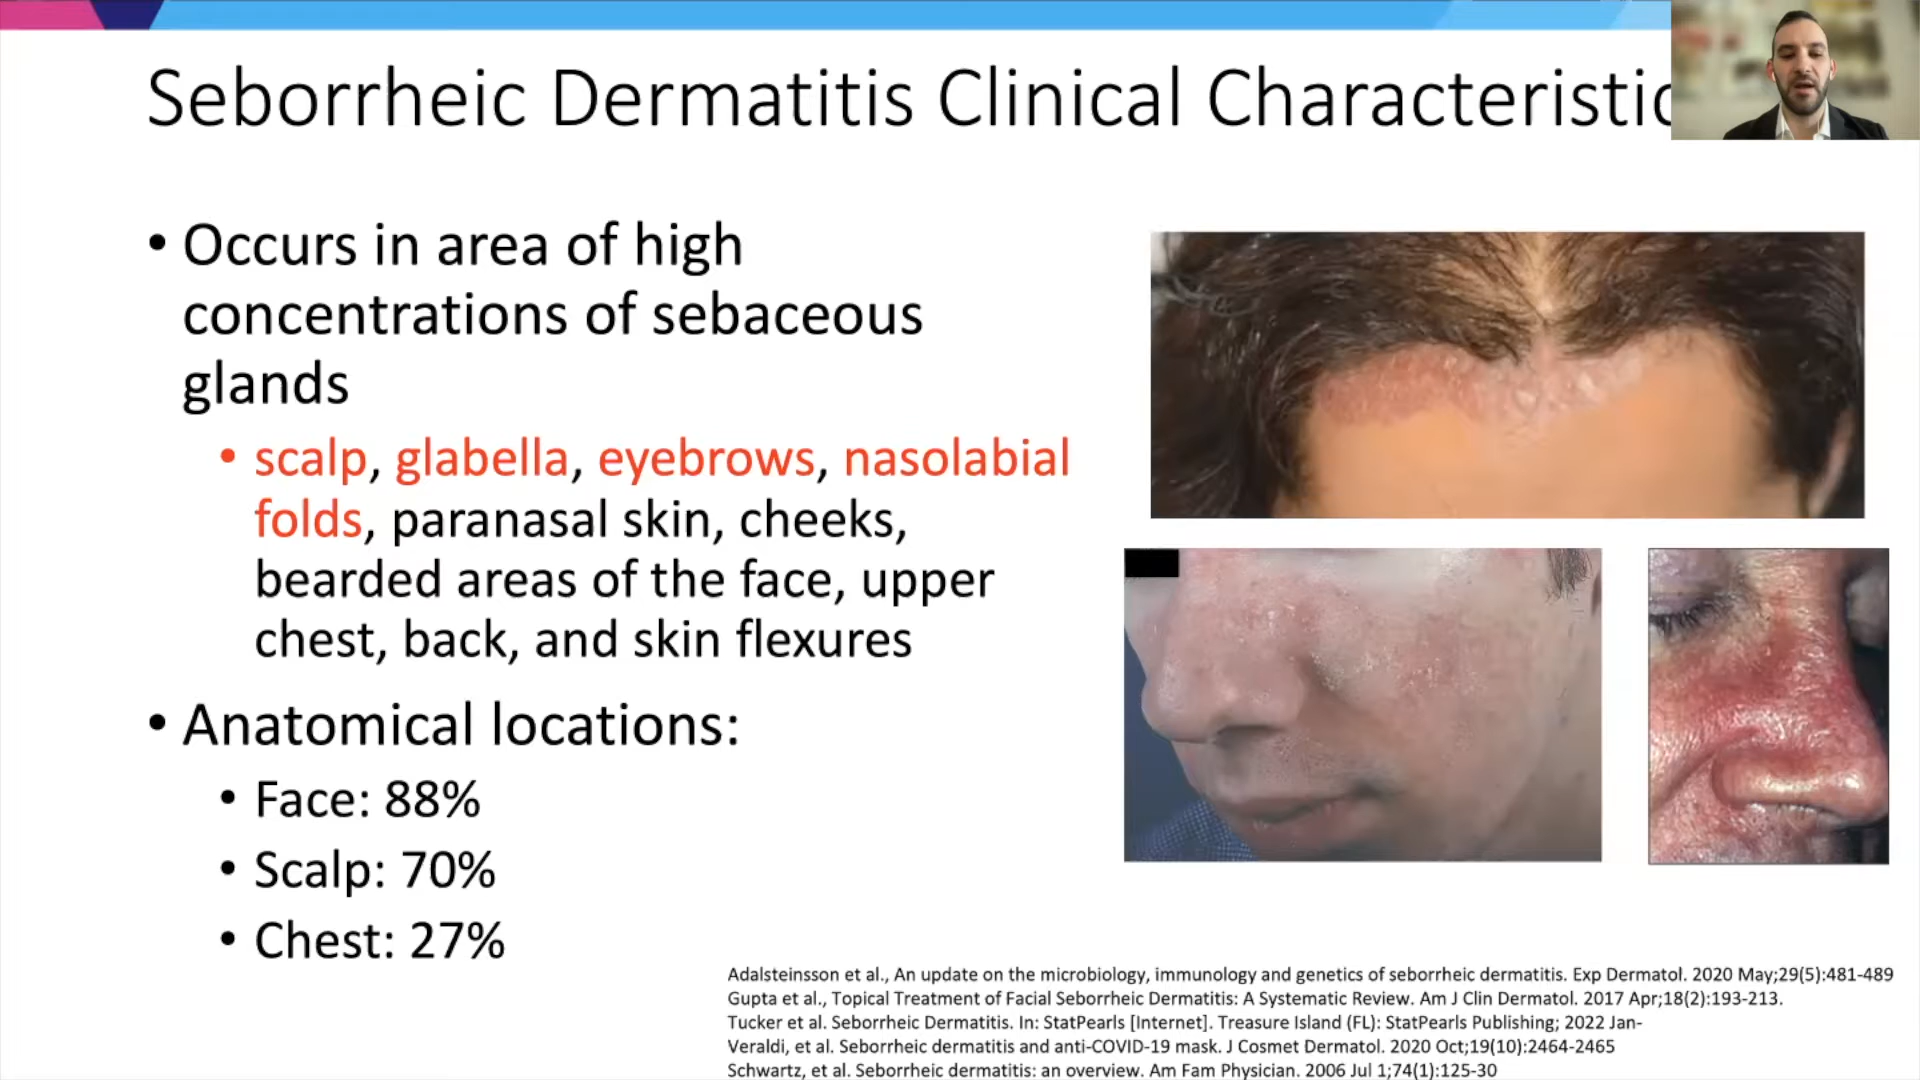 Seborrheic Dermatitis Clinical Characteristic
• Occurs in area of high
concentrations of sebaceous
glands
• scalp, glabella, eyebrows, nasolabial
folds, paranasal skin, cheeks,
bearded areas of the face, upper
chest, back, and skin flexures
• Anatomical locations:
• Face: 88%
• Scalp: 70%
• Chest: 27%
Adalsteinsson et al., An update on the microbiology, immunology and genetics of seborrheic dermatitis. Exp Dermatol. 2020 May;29(5):481-489
Gupta et al., Topical Treatment of Facial Seborrheic Dermatitis: A Systematic Review. Am J Clin Dermatol. 2017 Apr;18(2):193-213.
Tucker et al. Seborrheic Dermatitis. In: StatPearls [Internet]. Treasure Island (FL): StatPearls Publishing; 2022 Jan-
Veraldi, et al. Seborrheic dermatitis and anti-COVID-19 mask. J Cosmet Dermatol. 2020 Oct;19(10):2464-2465
Schwartz, et al. Seborrheic dermatitis: an overview. Am Fam Physician. 2006 Jul 1;74(1):125-30